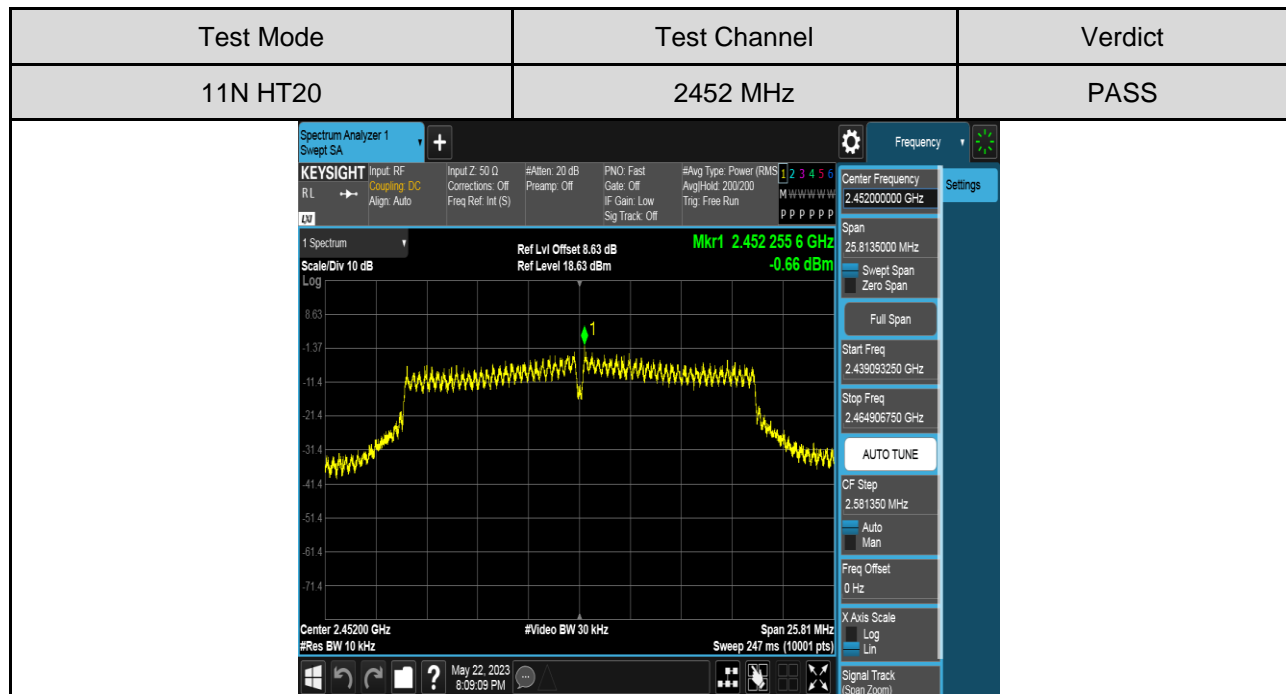 Test Mode Test Channel Verdict
11N HT20 2452 MHz PASS
Spectrum Analyzer 1
Swept SA
+
Frequency
KEYSIGHT Input: RF Input Z: 50 Ω #Atten: 20 dB PNO: Fast #Avg Type: Power (RMS 1 2 3 4 5 6
RL Coupling: DC Corrections: Off Preamp: Off Gate: Off Avg|Hold: 200/200 M W W W W W
Align: Auto Freq Ref: Int (S) IF Gain: Low Trig: Free Run
LXI Sig Track: Off P P P P P P
1 Spectrum Ref Lvl Offset 8.63 dB Mkr1 2.452 255 6 GHz
Scale/Div 10 dB Ref Level 18.63 dBm -0.66 dBm
Log
8.63
1
-1.37
-11.4
-21.4
-31.4
-41.4
-51.4
-61.4
-71.4
Center 2.45200 GHz #Video BW 30 kHz Span 25.81 MHz
#Res BW 10 kHz Sweep 247 ms (10001 pts)
? May 22, 2023
8:09:09 PM
Center Frequency
2.452000000 GHz
Settings
Span
25.8135000 MHz
Swept Span
Zero Span
Full Span
Start Freq
2.439093250 GHz
Stop Freq
2.464906750 GHz
AUTO TUNE
CF Step
2.581350 MHz
Auto
Man
Freq Offset
0 Hz
X Axis Scale
Log
Lin
Signal Track
(Span Zoom)